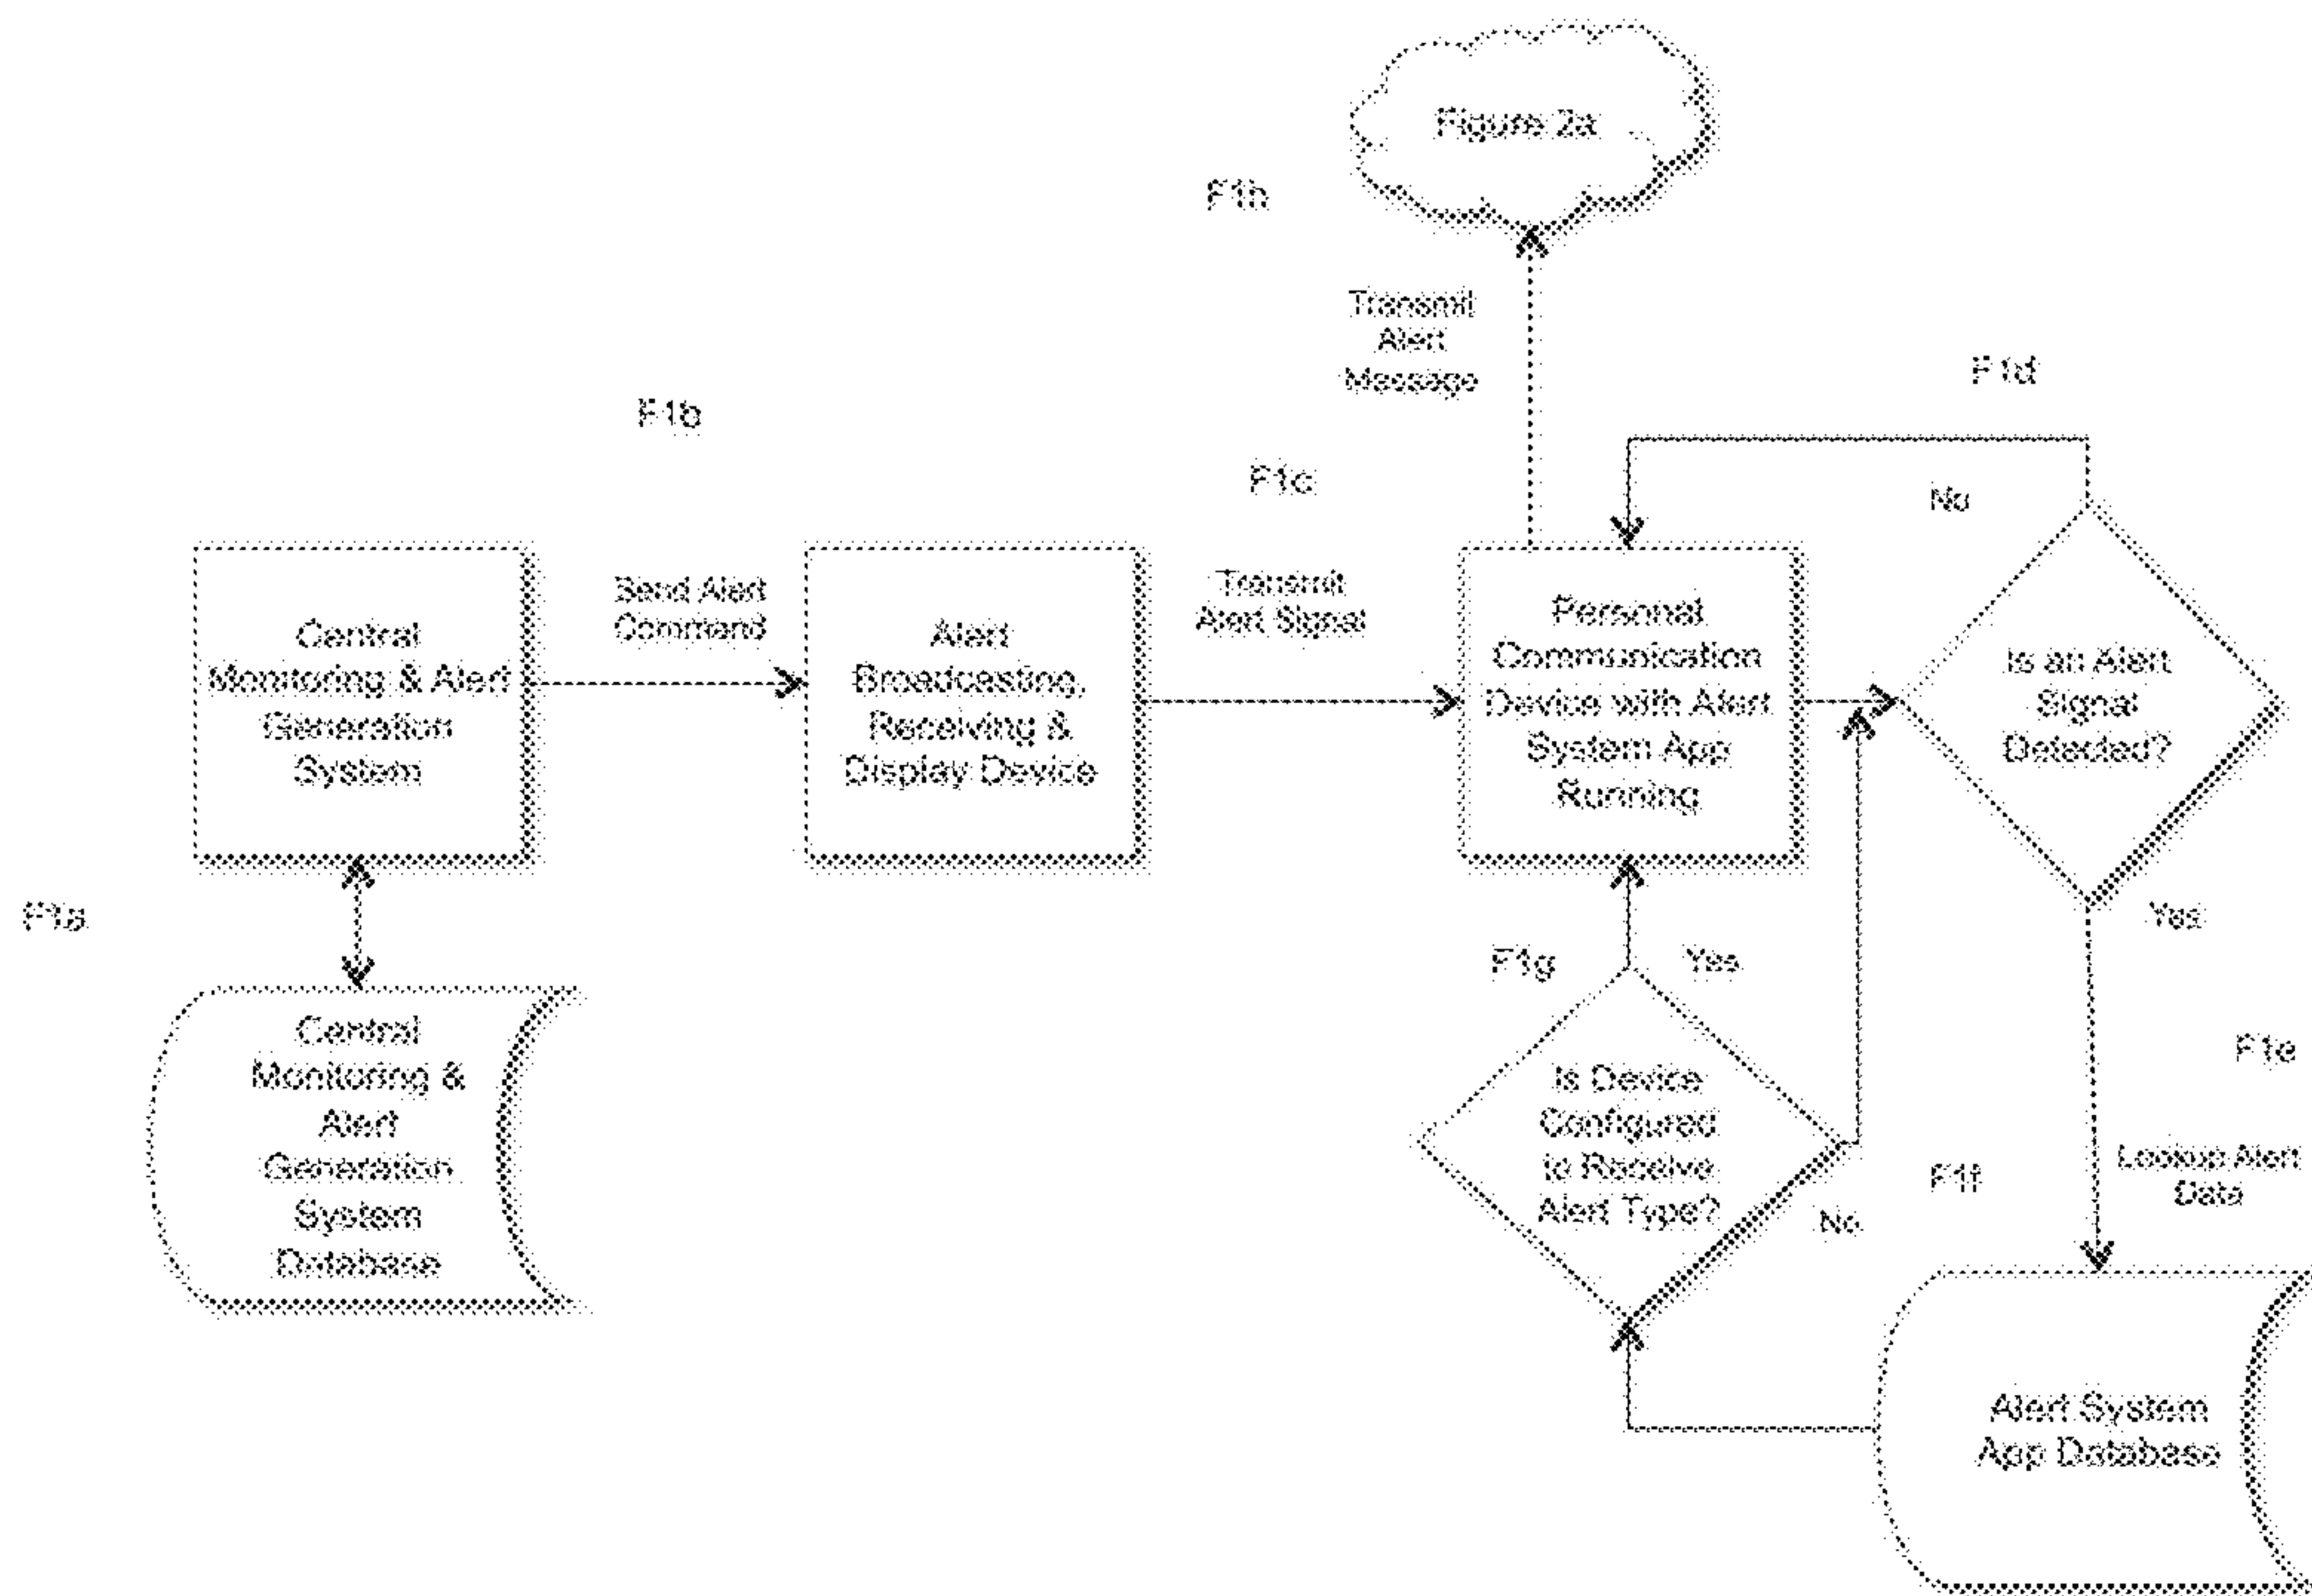 Figure 2a
F1h
Transmit
Alert
Message
F1d
F1b
No
F1c
Send Alert
Command
Transmit
Alert Signal
Central
Monitoring & Alert
Generation
System
Alert
Broadcasting,
Receiving &
Display Device
Personal
Communication
Device with Alert
System App
Running
Is an Alert
Signal
Detected?
F1a
Yes
F1g
Yes
Central
Monitoring &
Alert
Generation
System
Database
Is Device
Configured
to Receive
Alert Type?
No
F1e
F1f
Lookup Alert
Data
Alert System
App Database